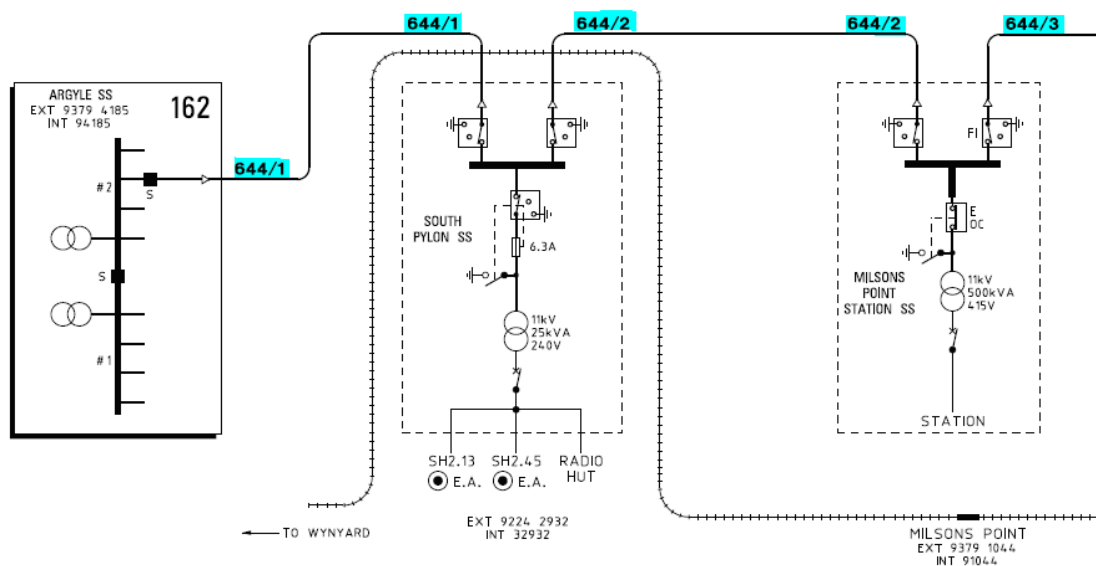 644/1
644/2
644/2
644/3
ARGYLE SS
EXT 9379 4185
INT 94185
162
644/1
#2
S
S
#1
SOUTH
PYLON SS
6.3A
11kV
25kVA
240V
SH2.13
E.A.
SH2.45
E.A.
RADIO
HUT
EXT 9224 2932
INT 32932
TO WYNYARD
FI
E
OC
MILSONS
POINT
STATION SS
11kV
500kVA
415V
STATION
MILSONS POINT
EXT 9379 1044
INT 91044